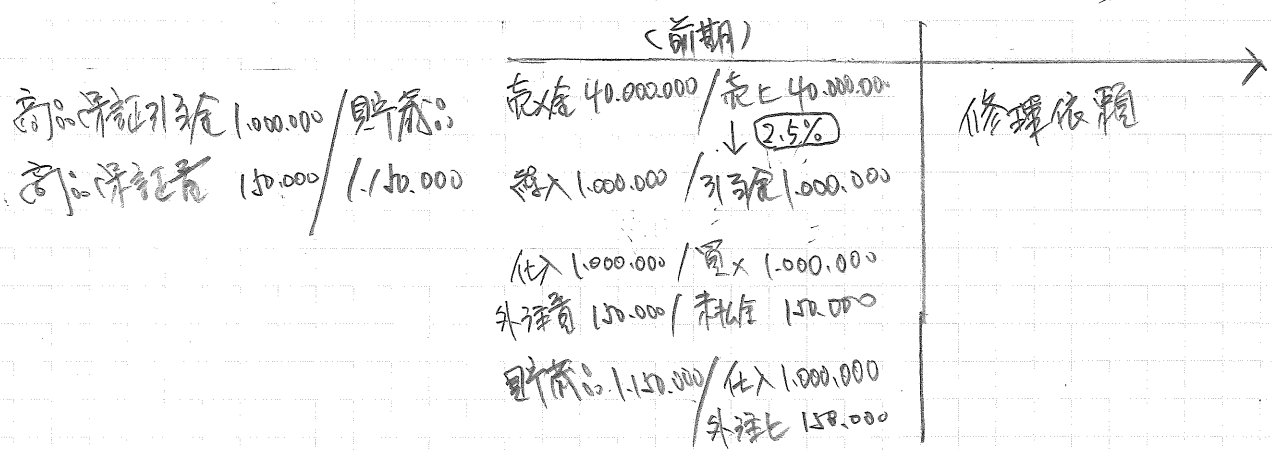 商品保証引当金 1.000.000 / 貯蔵品
商品保証費 150.000 / 1.150.000
(前期)
売×金 40.000.000 / 売上 40.000.00.
↓ 2.5%
繰入 1.000.000 / 引当金 1.000.000
仕入 1.000.000 / 買× 1.000.000
外注費 150.000 / 未払金 150.000
貯蔵品 1.150.000 / 仕入 1.000.000
/ 外注ヒ 150.000
修理依頼